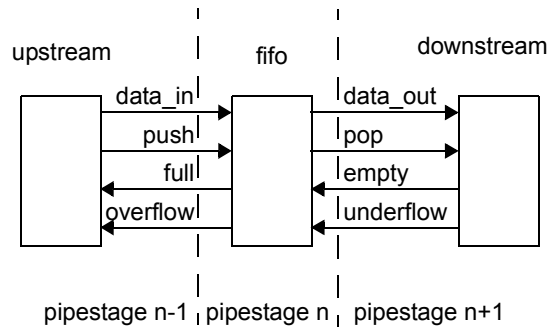 upstream
fifo
downstream
data_in
data_out
push
pop
full
empty
overflow
underflow
pipestage n-1
pipestage n
pipestage n+1